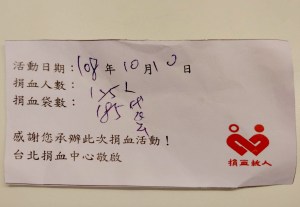 活動日期：108年10月10日
捐血人數：
捐血袋數：185
感謝您承辦此次捐血活動！
台北捐血中心敬啟
捐血救人